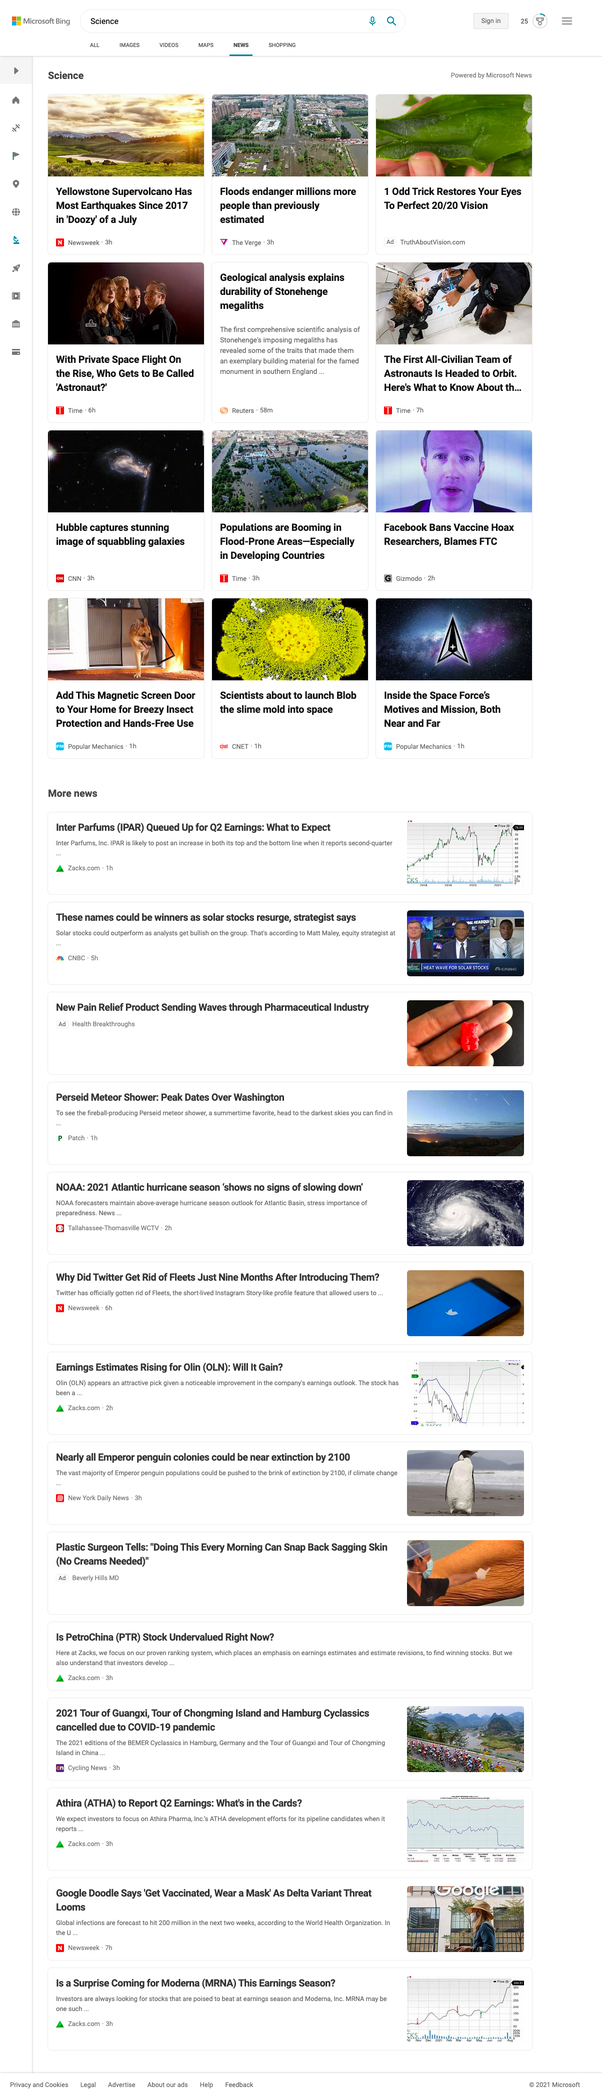 Microsoft Bing
Science
Sign in
25
ALL IMAGES VIDEOS MAPS NEWS SHOPPING
Science
Powered by Microsoft News
Yellowstone Supervolcano Has
Most Earthquakes Since 2017
in 'Doozy' of a July
Newsweek · 3h
Floods endanger millions more
people than previously
estimated
The Verge · 3h
1 Odd Trick Restores Your Eyes
To Perfect 20/20 Vision
Ad TruthAboutVision.com
With Private Space Flight On
the Rise, Who Gets to Be Called
'Astronaut?'
Time · 6h
Geological analysis explains
durability of Stonehenge
megaliths
The first comprehensive scientific analysis of
Stonehenge's imposing megaliths has
revealed some of the traits that made them
an exemplary building material for the famed
monument in southern England ...
Reuters · 58m
The First All-Civilian Team of
Astronauts Is Headed to Orbit.
Here's What to Know About th...
Time · 7h
Hubble captures stunning
image of squabbling galaxies
CNN · 3h
Populations are Booming in
Flood-Prone Areas—Especially
in Developing Countries
Time · 3h
Facebook Bans Vaccine Hoax
Researchers, Blames FTC
Gizmodo · 2h
Add This Magnetic Screen Door
to Your Home for Breezy Insect
Protection and Hands-Free Use
Popular Mechanics · 1h
Scientists about to launch Blob
the slime mold into space
CNET · 1h
Inside the Space Force's
Motives and Mission, Both
Near and Far
Popular Mechanics · 1h
More news
Inter Parfums (IPAR) Queued Up for Q2 Earnings: What to Expect
Inter Parfums, Inc. IPAR is likely to post an increase in both its top and the bottom line when it reports second-quarter
...
Zacks.com · 1h
These names could be winners as solar stocks resurge, strategist says
Solar stocks could outperform as analysts get bullish on the group. That's according to Matt Maley, equity strategist at
...
CNBC · 5h
HEAT WAVE FOR SOLAR STOCKS
New Pain Relief Product Sending Waves through Pharmaceutical Industry
Ad Health Breakthroughs
Perseid Meteor Shower: Peak Dates Over Washington
To see the fireball-producing Perseid meteor shower, a summertime favorite, head to the darkest skies you can find in
...
Patch · 1h
NOAA: 2021 Atlantic hurricane season 'shows no signs of slowing down'
NOAA forecasters maintain above-average hurricane season outlook for Atlantic Basin, stress importance of
preparedness. News ...
Tallahassee-Thomasville WCTV · 2h
Why Did Twitter Get Rid of Fleets Just Nine Months After Introducing Them?
Twitter has officially gotten rid of Fleets, the short-lived Instagram Story-like profile feature that allowed users to ...
Newsweek · 6h
Earnings Estimates Rising for Olin (OLN): Will It Gain?
Olin (OLN) appears an attractive pick given a noticeable improvement in the company's earnings outlook. The stock has
been a ...
Zacks.com · 2h
Nearly all Emperor penguin colonies could be near extinction by 2100
The vast majority of Emperor penguin populations could be pushed to the brink of extinction by 2100, if climate change
...
New York Daily News · 3h
Plastic Surgeon Tells: "Doing This Every Morning Can Snap Back Sagging Skin
(No Creams Needed)"
Ad Beverly Hills MD
Is PetroChina (PTR) Stock Undervalued Right Now?
Here at Zacks, we focus on our proven ranking system, which places an emphasis on earnings estimates and estimate revisions, to find winning stocks. But we
also understand that investors develop ...
Zacks.com · 3h
2021 Tour of Guangxi, Tour of Chongming Island and Hamburg Cyclassics
cancelled due to COVID-19 pandemic
The 2021 editions of the BEMER Cyclassics in Hamburg, Germany and the Tour of Guangxi and Tour of Chongming
Island in China ...
Cycling News · 3h
Athira (ATHA) to Report Q2 Earnings: What's in the Cards?
We expect investors to focus on Athira Pharma, Inc.'s ATHA development efforts for its pipeline candidates when it
reports ...
Zacks.com · 3h
Google Doodle Says 'Get Vaccinated, Wear a Mask' As Delta Variant Threat
Looms
Global infections are forecast to hit 200 million in the next two weeks, according to the World Health Organization. In
the U ...
Newsweek · 7h
Google
Is a Surprise Coming for Moderna (MRNA) This Earnings Season?
Investors are always looking for stocks that are poised to beat at earnings season and Moderna, Inc. MRNA may be
one such ...
Zacks.com · 3h
Privacy and Cookies Legal Advertise About our ads Help Feedback © 2021 Microsoft